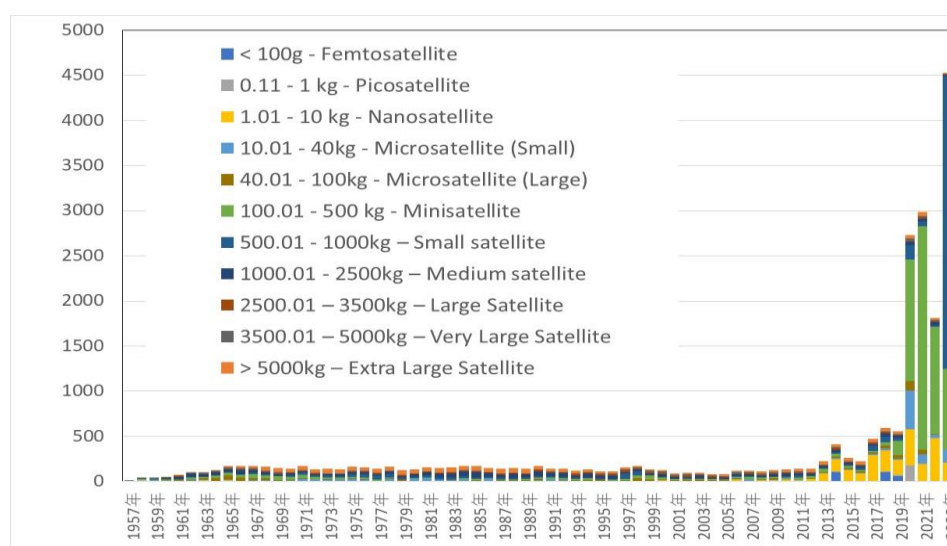 5000
4500
4000
3500
3000
2500
2000
1500
1000
500
0
< 100g - Femtosatellite
0.11 - 1 kg - Picosatellite
1.01 - 10 kg - Nanosatellite
10.01 - 40kg - Microsatellite (Small)
40.01 - 100kg - Microsatellite (Large)
100.01 - 500 kg - Minisatellite
500.01 - 1000kg – Small satellite
1000.01 - 2500kg – Medium satellite
2500.01 – 3500kg – Large Satellite
3500.01 – 5000kg – Very Large Satellite
> 5000kg – Extra Large Satellite
1957年
1959年
1961年
1963年
1965年
1967年
1969年
1971年
1973年
1975年
1977年
1979年
1981年
1983年
1985年
1987年
1989年
1991年
1993年
1995年
1997年
1999年
2001年
2003年
2005年
2007年
2009年
2011年
2013年
2015年
2017年
2019年
2021年